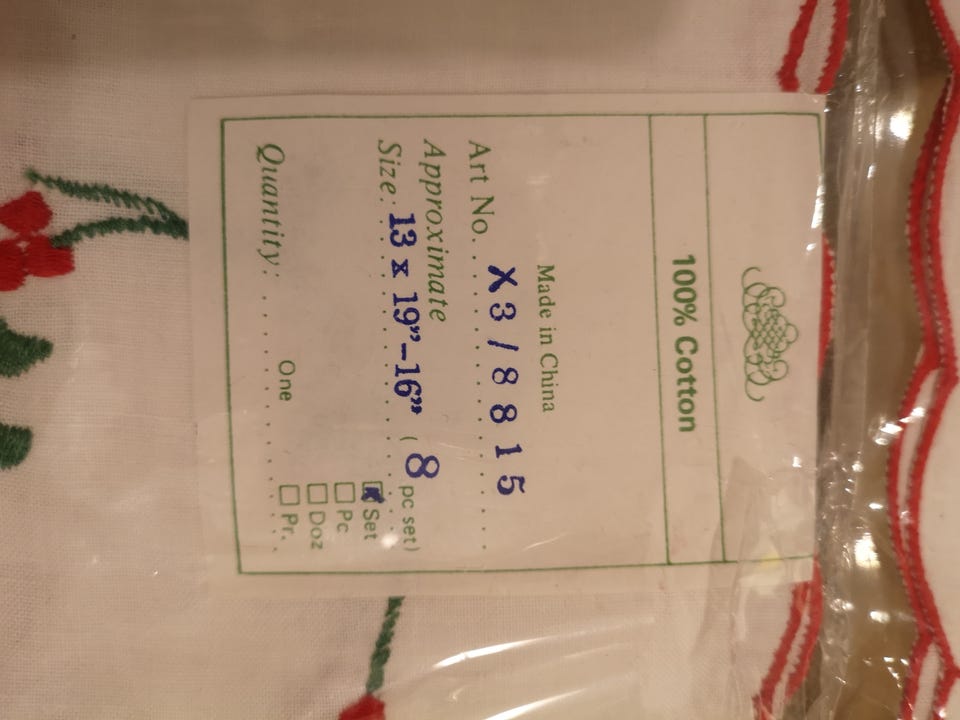 100% Cotton
Made in China
Art No. X3/8815
Approximate
Size: 13 x 19”–16” (8 pc set)
Quantity: One
Set
Pc
Doz
Pr.